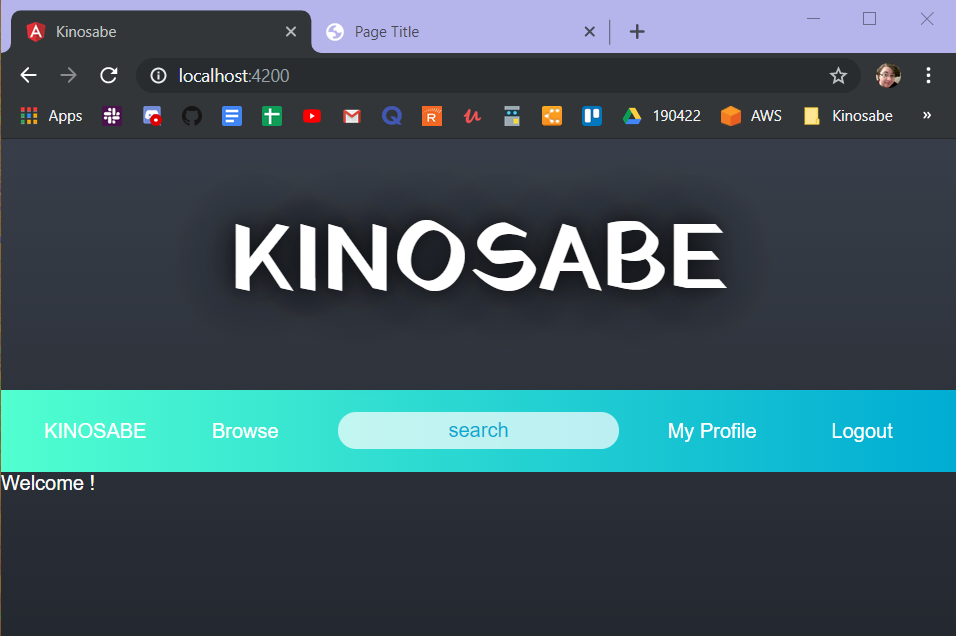 Kinosabe
Page Title
localhost:4200
Apps
R
190422
AWS
Kinosabe
»
KINOSABE
KINOSABE
Browse
search
My Profile
Logout
Welcome !